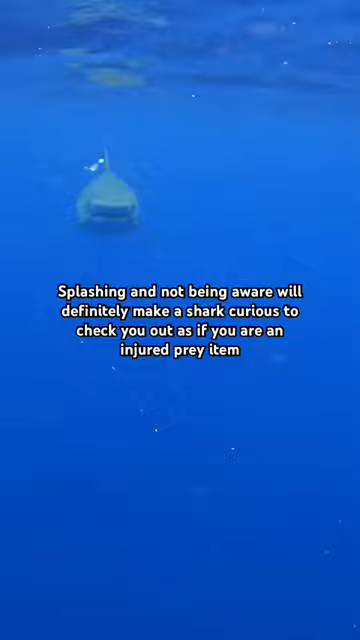 Splashing and not being aware will
definitely make a shark curious to
check you out as if you are an
injured prey item